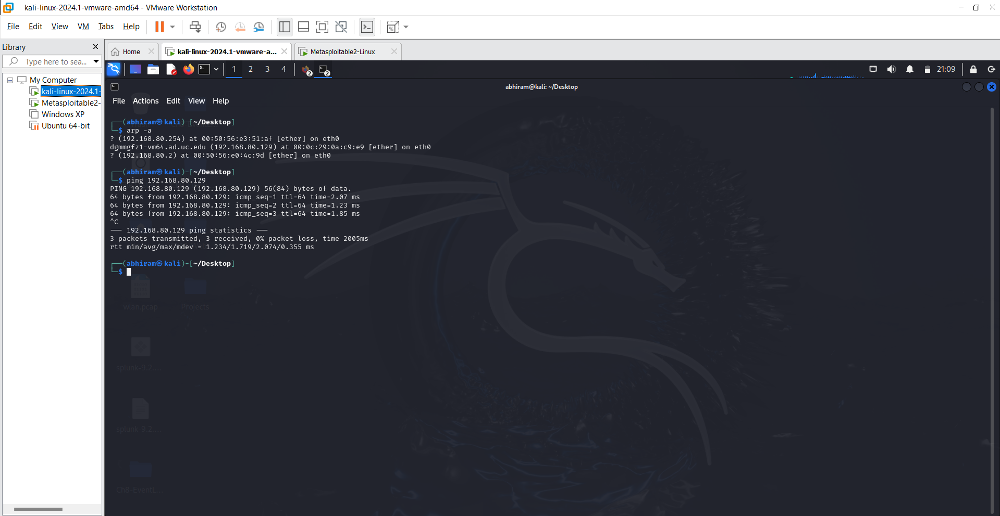 kali-linux-2024.1-vmware-amd64 - VMware Workstation
File Edit View VM Tabs Help
Library
Type here to sea...
My Computer
kali-linux-2024.1-
Metasploitable2-
Windows XP
Ubuntu 64-bit
Home
kali-linux-2024.1-vmware-a...
Metasploitable2-Linux
1 2 3 4
2
2
21:09
abhiram@kali: ~/Desktop
File Actions Edit View Help
┌──(abhiram㉿kali)-[~/Desktop]
└─$ arp -a
? (192.168.80.254) at 00:50:56:e3:51:af [ether] on eth0
dgmmgfz1-vm64.ad.uc.edu (192.168.80.129) at 00:0c:29:0a:c9:e9 [ether] on eth0
? (192.168.80.2) at 00:50:56:e0:4c:9d [ether] on eth0
┌──(abhiram㉿kali)-[~/Desktop]
└─$ ping 192.168.80.129
PING 192.168.80.129 (192.168.80.129) 56(84) bytes of data.
64 bytes from 192.168.80.129: icmp_seq=1 ttl=64 time=2.07 ms
64 bytes from 192.168.80.129: icmp_seq=2 ttl=64 time=1.23 ms
64 bytes from 192.168.80.129: icmp_seq=3 ttl=64 time=1.85 ms
^C
--- 192.168.80.129 ping statistics ---
3 packets transmitted, 3 received, 0% packet loss, time 2005ms
rtt min/avg/max/mdev = 1.234/1.719/2.074/0.355 ms
┌──(abhiram㉿kali)-[~/Desktop]
└─$
wlan.pcap
Projects
splunk-9.2....
splunk-9.2....
Ch8-EventL...